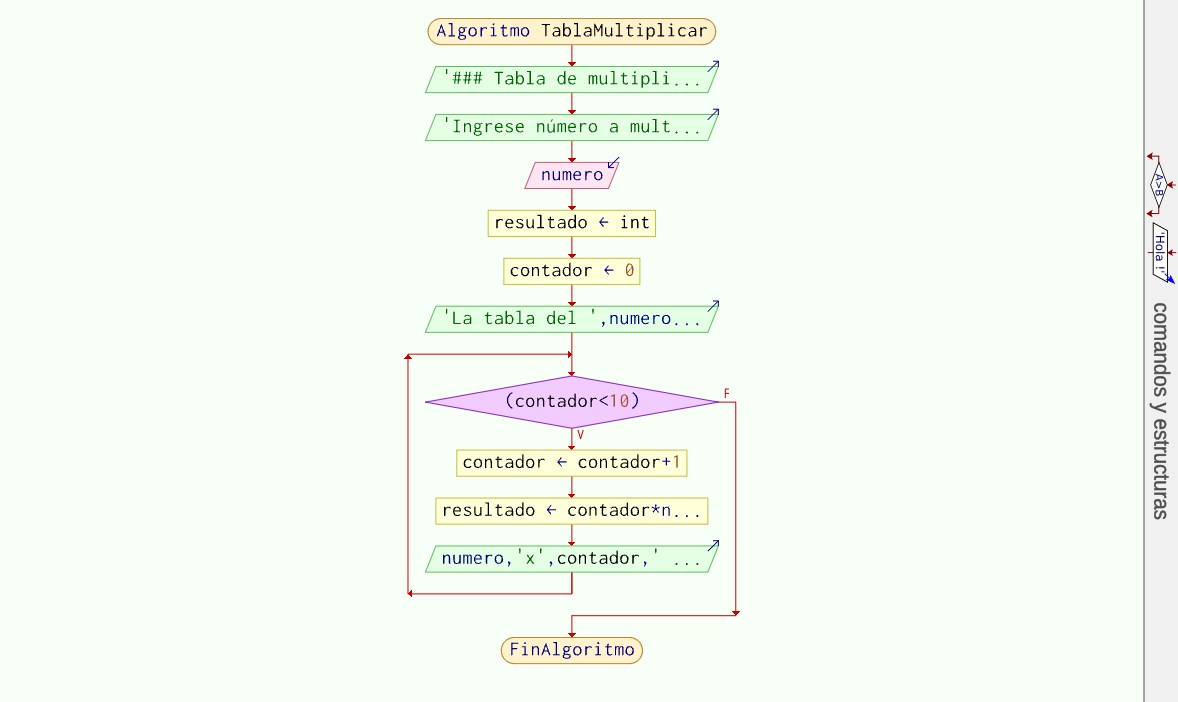 Algoritmo TablaMultiplicar
'### Tabla de multipli...
'Ingrese número a mult...
numero
resultado ← int
contador ← 0
'La tabla del ',numero...
(contador<10)
F
V
contador ← contador+1
resultado ← contador*n...
numero,'x',contador,' ...
FinAlgoritmo
A>B
'Hola !'
comandos y estructuras